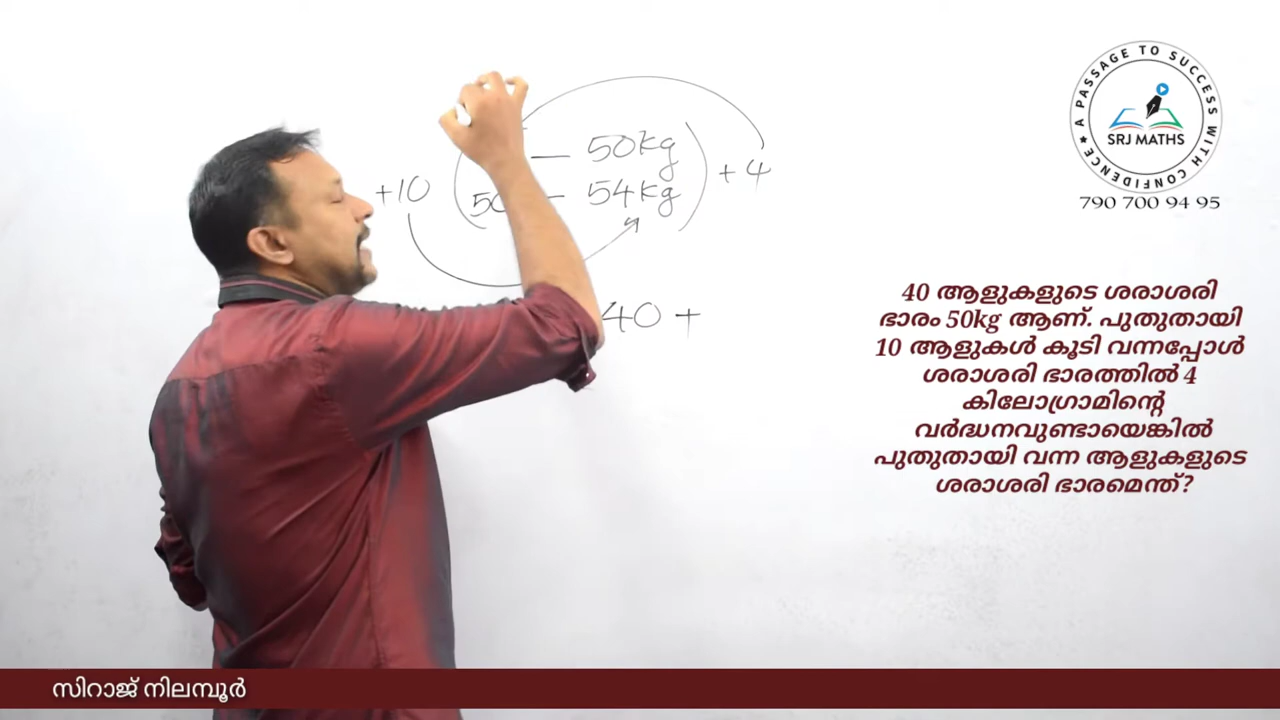 — 50kg
+10 50 — 54kg + 4
40 +
A PASSAGE TO SUCCESS WITH CONFIDENCE ★
SRJ MATHS
790 700 94 95
40 ആളുകളുടെ ശരാശരി
ഭാരം 50kg ആണ്. പുതുതായി
10 ആളുകൾ കൂടി വന്നപ്പോൾ
ശരാശരി ഭാരത്തിൽ 4
കിലോഗ്രാമിന്റെ
വർദ്ധനവുണ്ടായെങ്കിൽ
പുതുതായി വന്ന ആളുകളുടെ
ശരാശരി ഭാരമെന്ത്?
സിറാജ് നിലമ്പൂർ